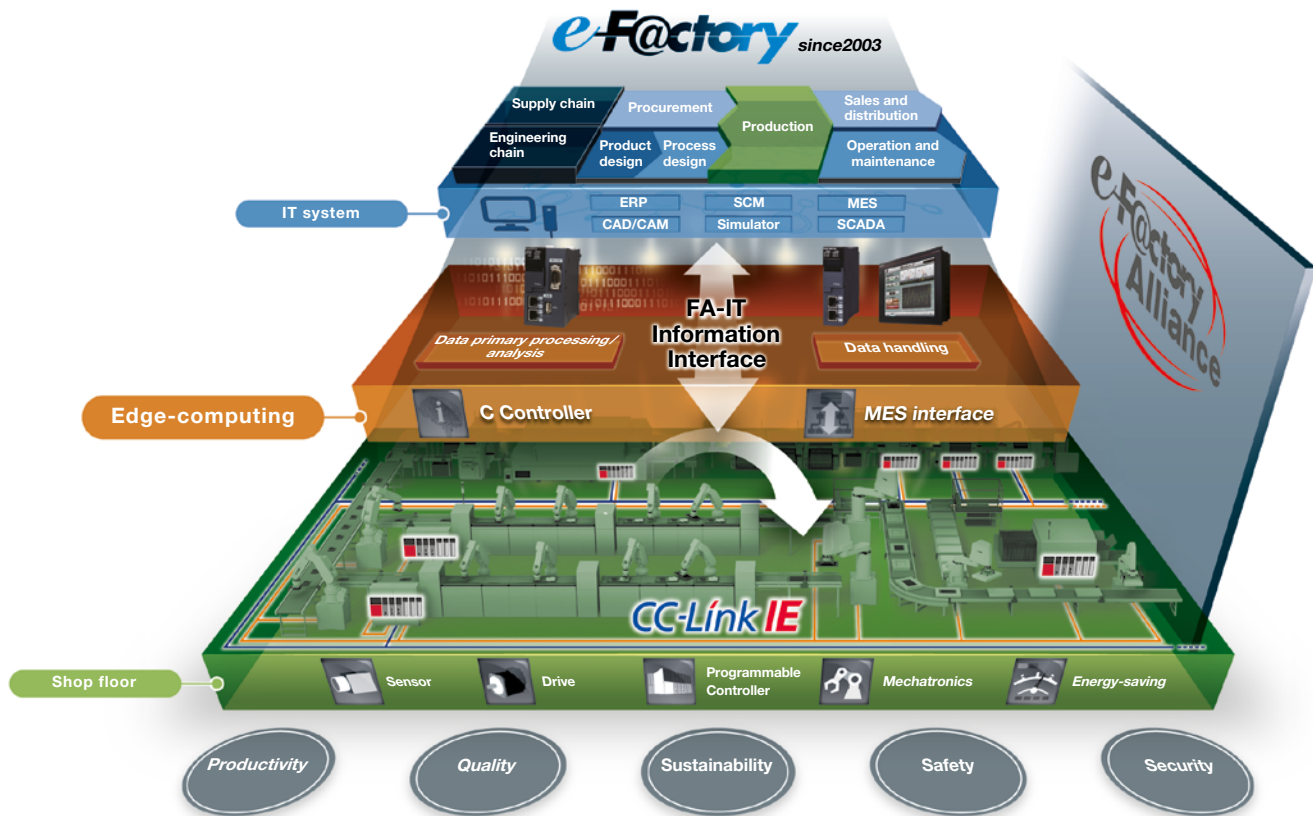 e-F@ctory since2003
Supply chain
Procurement
Production
Sales and
distribution
Engineering
chain
Product
design
Process
design
Operation and
maintenance
IT system
ERP
SCM
MES
CAD/CAM
Simulator
SCADA
e-F@ctory
Alliance
FA-IT
Information
Interface
Data primary processing/
analysis
Data handling
Edge-computing
C Controller
MES interface
CC-Link IE
Shop floor
Sensor
Drive
Programmable
Controller
Mechatronics
Energy-saving
Productivity
Quality
Sustainability
Safety
Security